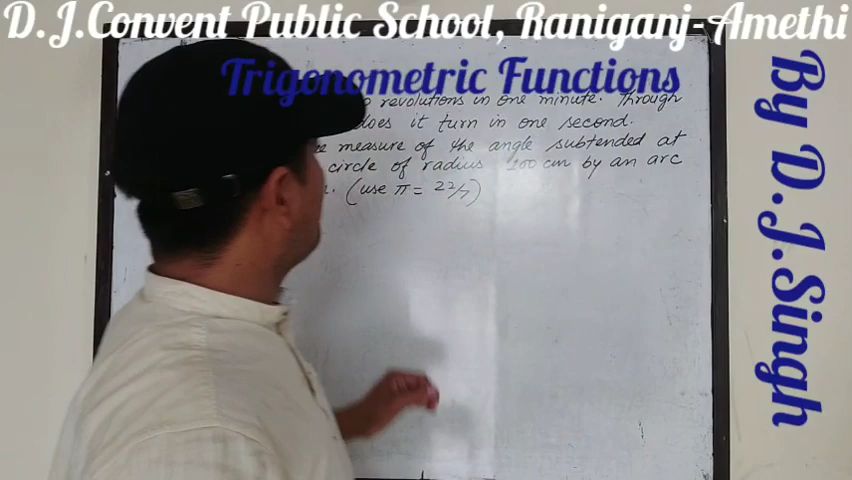 D.J.Convent Public School, Raniganj-Amethi
Trigonometric Functions
revolutions in one minute. Through
does it turn in one second.
measure of the angle subtended at
circle of radius 100 cm by an arc
(use π = 22/7)
By D.J.Singh